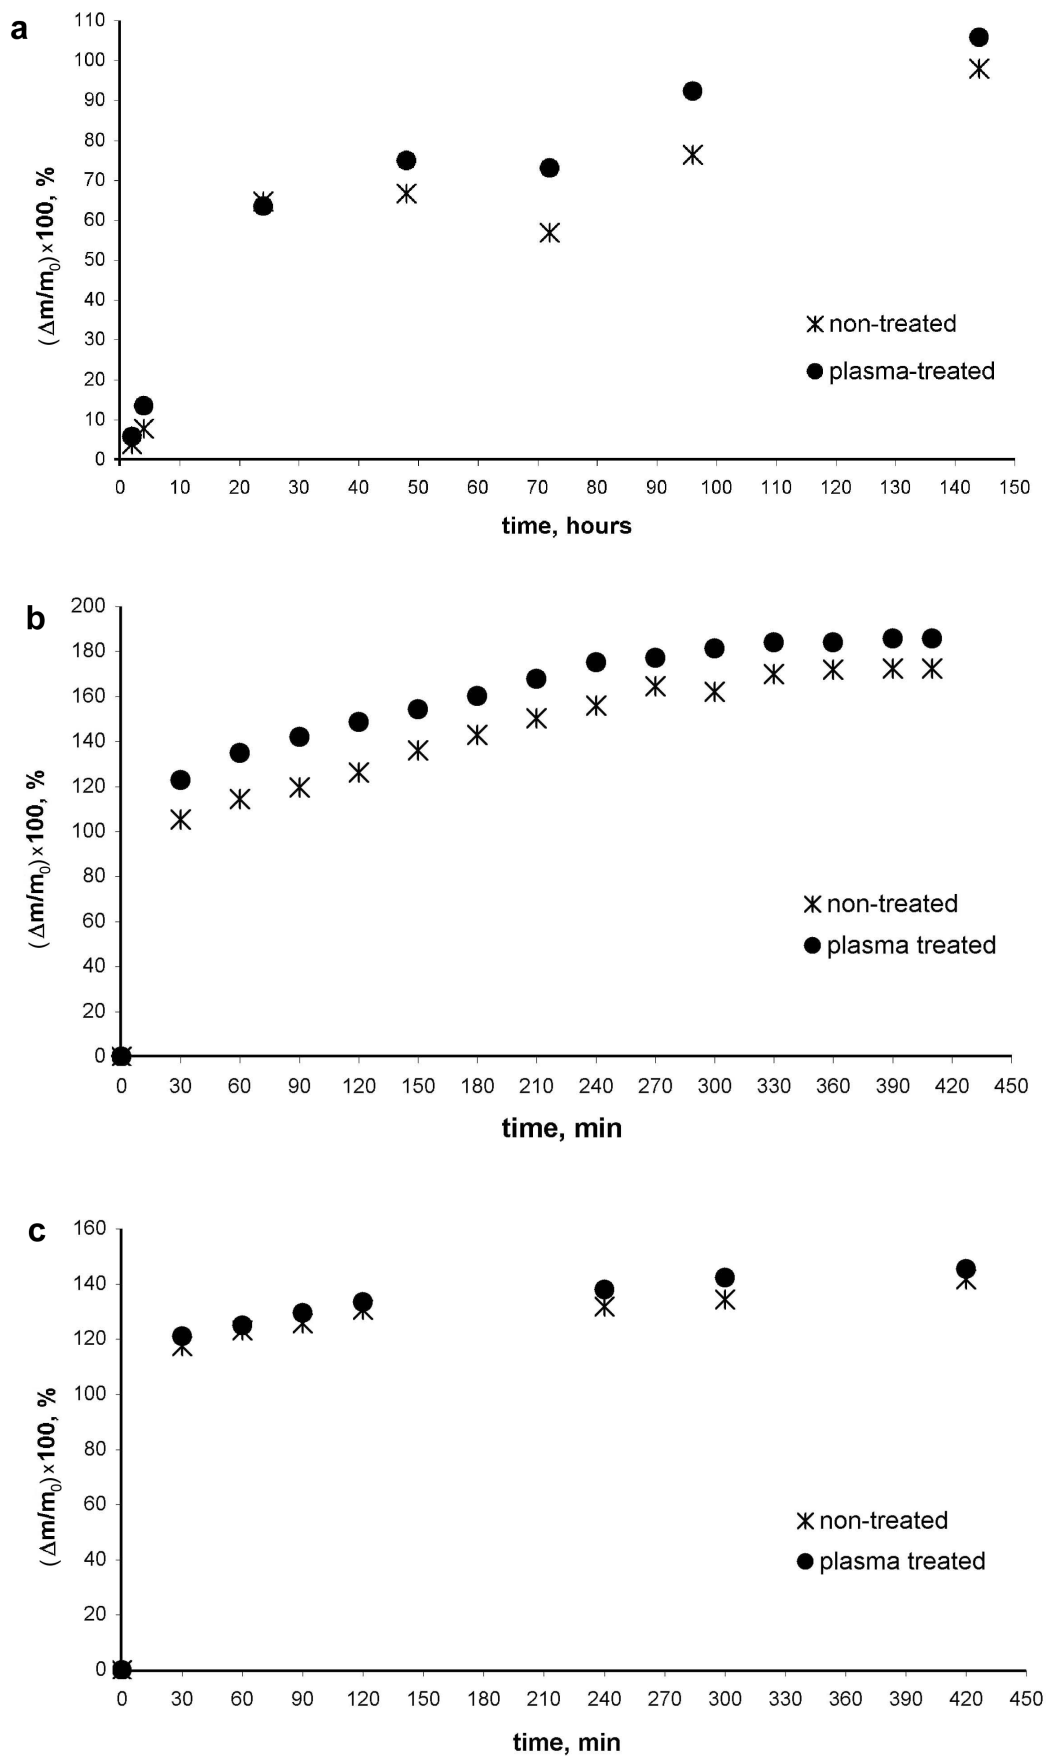 a
110
100
90
80
70
60
50
40
30
20
10
0
(Δm/m₀)×100, %
non-treated
plasma-treated
0 10 20 30 40 50 60 70 80 90 100 110 120 130 140 150
time, hours
b
200
180
160
140
120
100
80
60
40
20
0
(Δm/m₀)×100, %
non-treated
plasma treated
0 30 60 90 120 150 180 210 240 270 300 330 360 390 420 450
time, min
c
160
140
120
100
80
60
40
20
0
(Δm/m₀)×100, %
non-treated
plasma treated
0 30 60 90 120 150 180 210 240 270 300 330 360 390 420 450
time, min